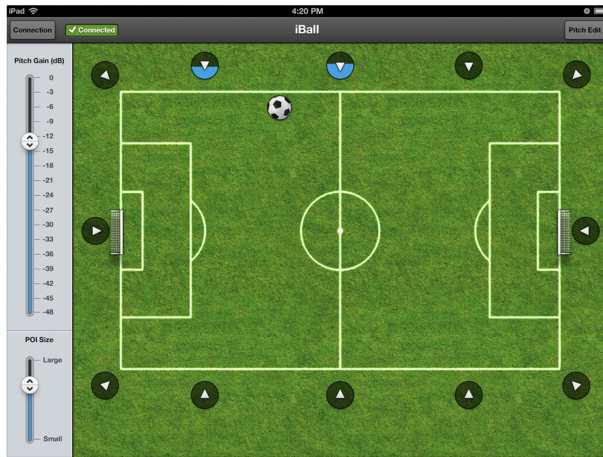 iPad 4:20 PM
Connection ✓ Connected iBall Pitch Edit
Pitch Gain (dB)
0
-3
-6
-9
-12
-15
-18
-21
-24
-27
-30
-33
-36
-39
-42
-45
-48
POI Size
Large
Small